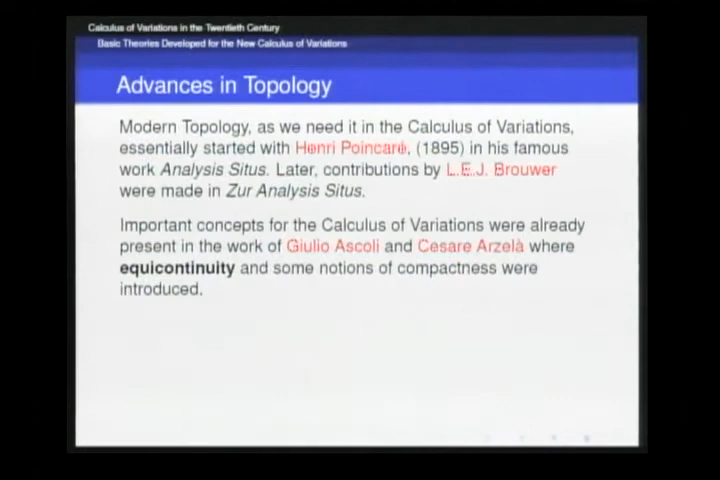 Calculus of Variations in the Twentieth Century
Basic Theories Developed for the New Calculus of Variations
Advances in Topology
Modern Topology, as we need it in the Calculus of Variations,
essentially started with Henri Poincaré, (1895) in his famous
work Analysis Situs. Later, contributions by L.E.J. Brouwer
were made in Zur Analysis Situs.
Important concepts for the Calculus of Variations were already
present in the work of Giulio Ascoli and Cesare Arzelà where
equicontinuity and some notions of compactness were
introduced.